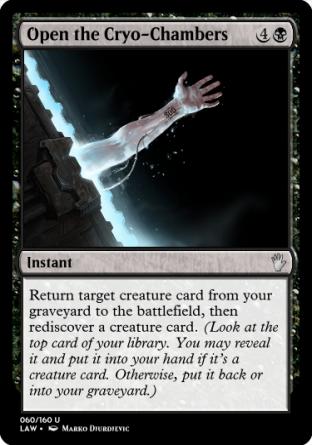 Open the Cryo-Chambers 4
Instant
Return target creature card from your
graveyard to the battlefield, then
rediscover a creature card. (Look at the
top card of your library. You may reveal
it and put it into your hand if it's a
creature card. Otherwise, put it back or
into your graveyard.)
060/160 U
LAW • Marko Djurdjevic